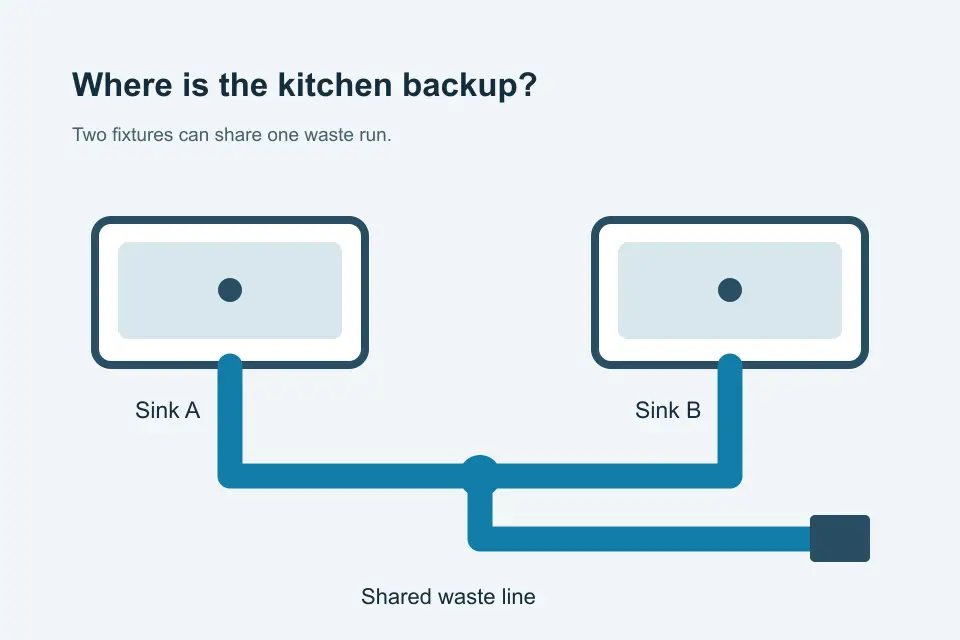 Where is the kitchen backup?
Two fixtures can share one waste run.
Sink A
Sink B
Shared waste line